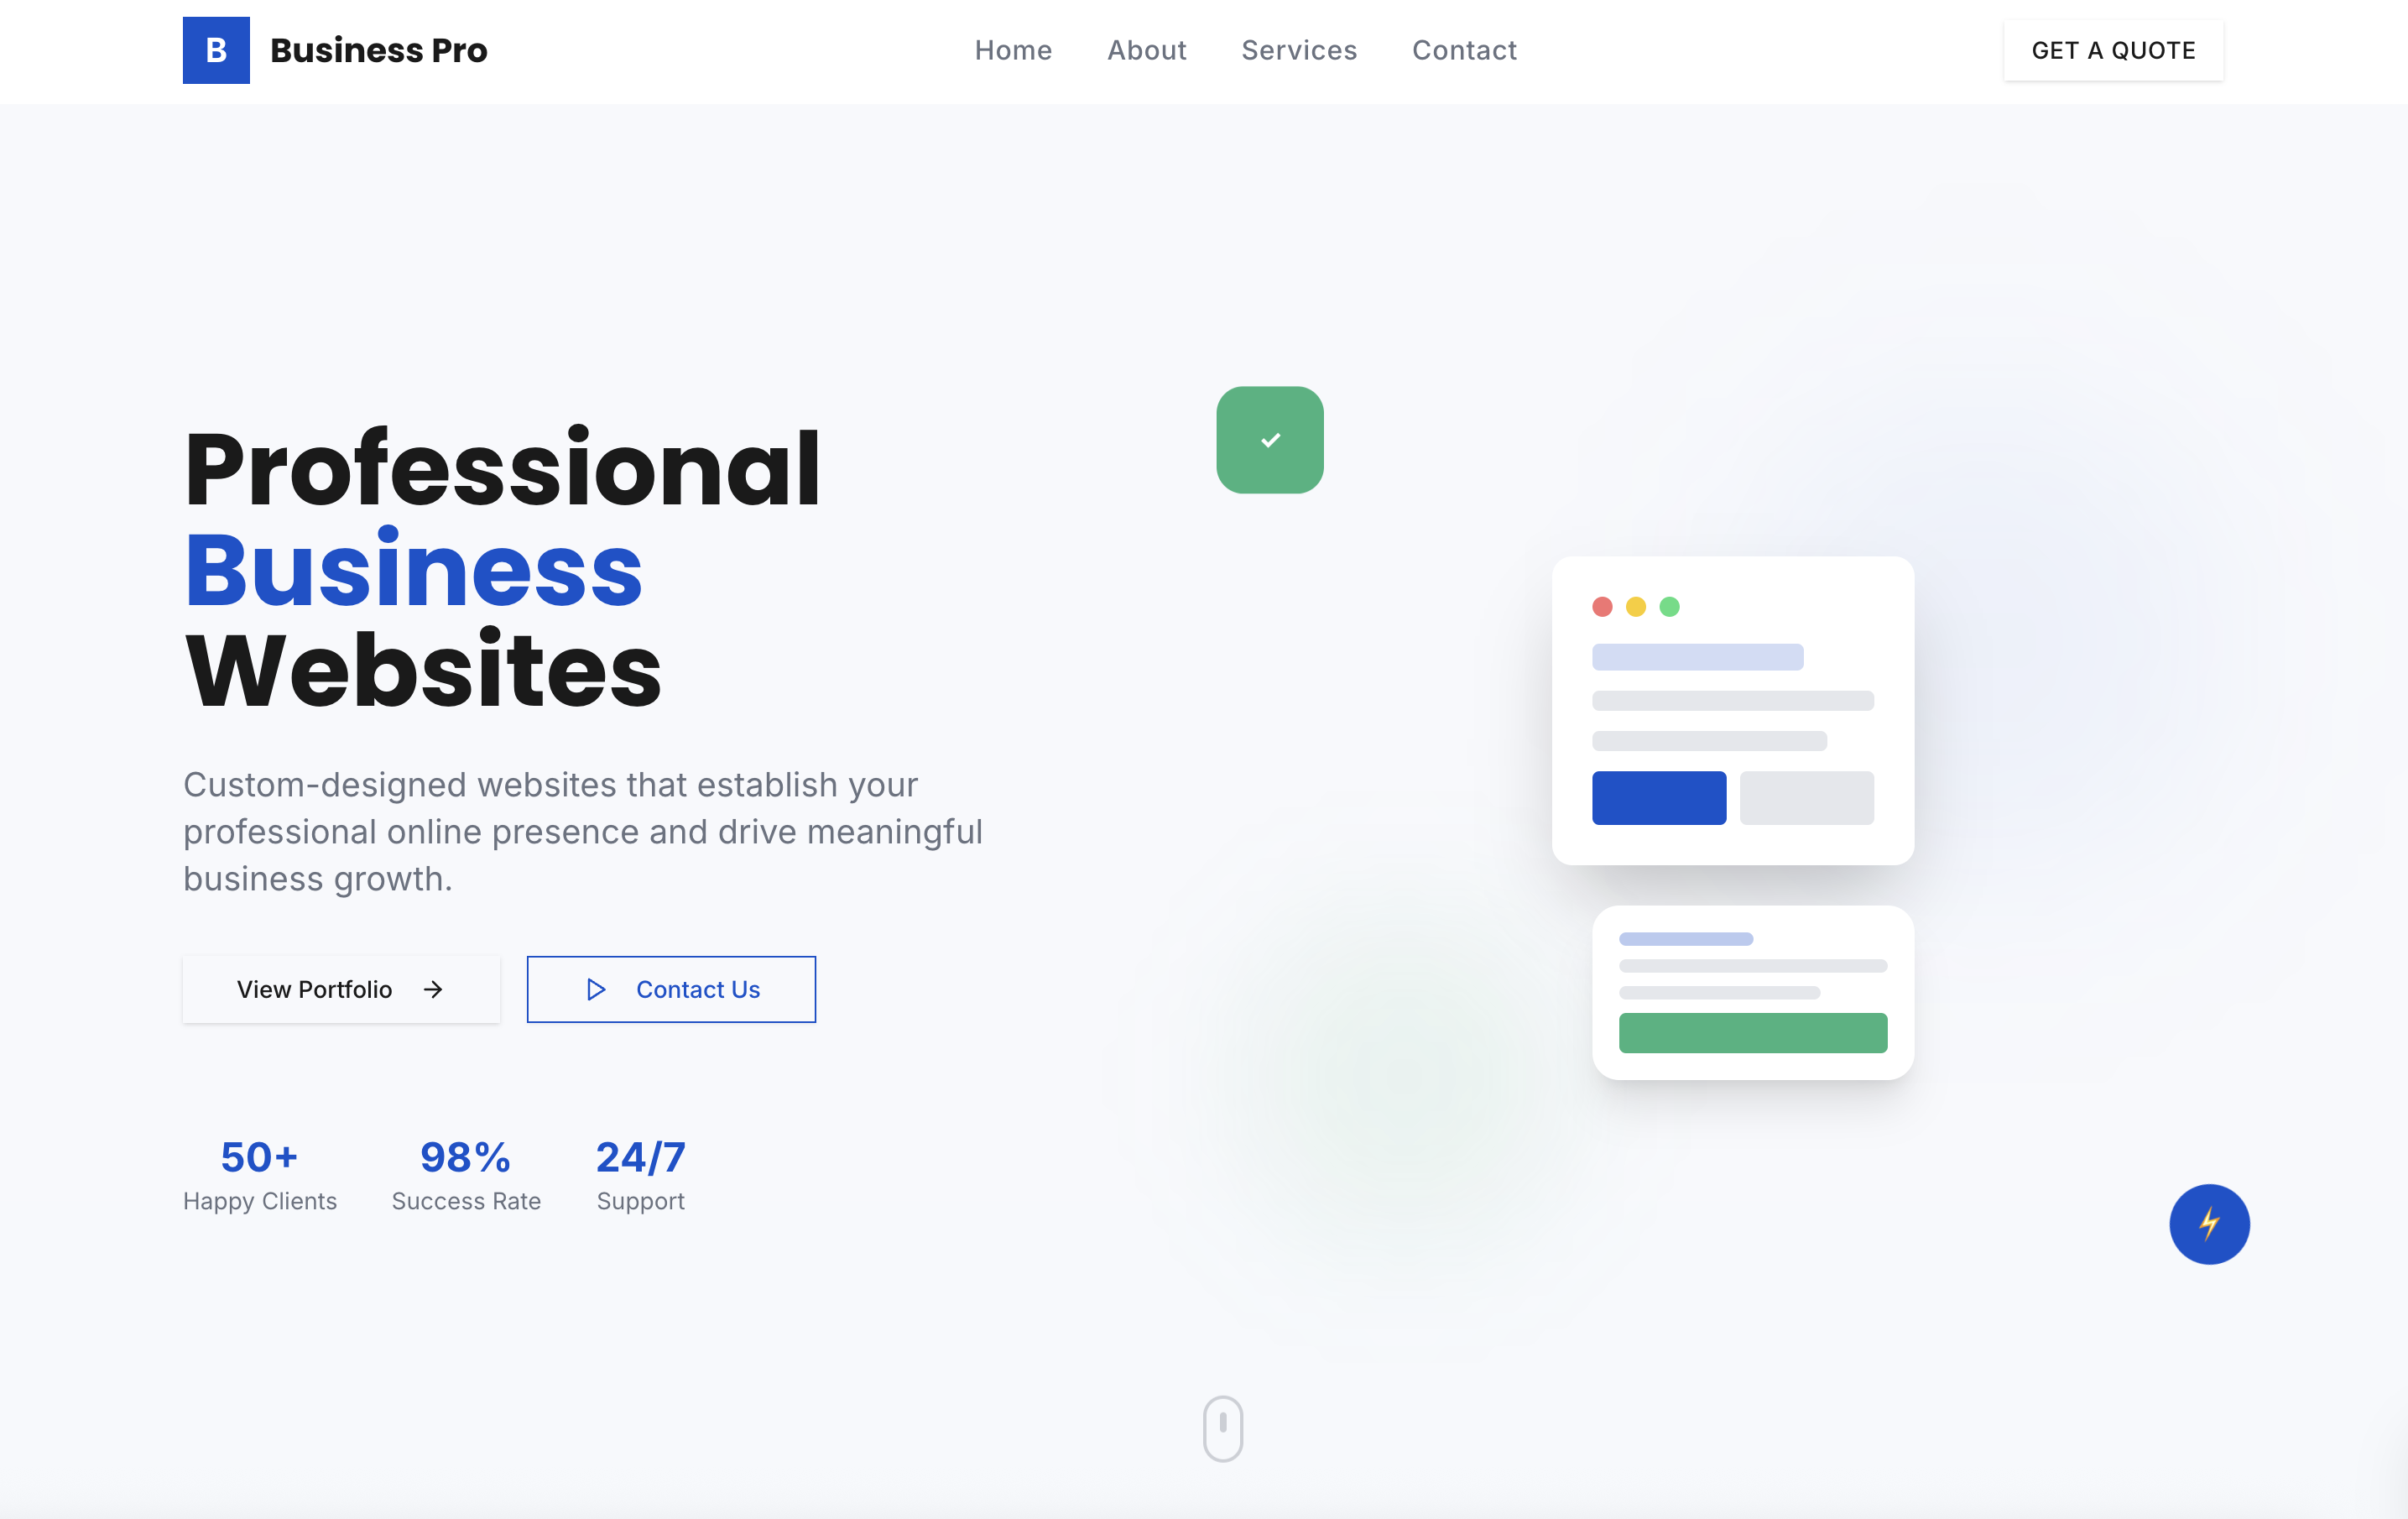 B
Business Pro
Home
About
Services
Contact
GET A QUOTE
Professional
Business
Websites
Custom-designed websites that establish your
professional online presence and drive meaningful
business growth.
View Portfolio
Contact Us
50+
Happy Clients
98%
Success Rate
24/7
Support